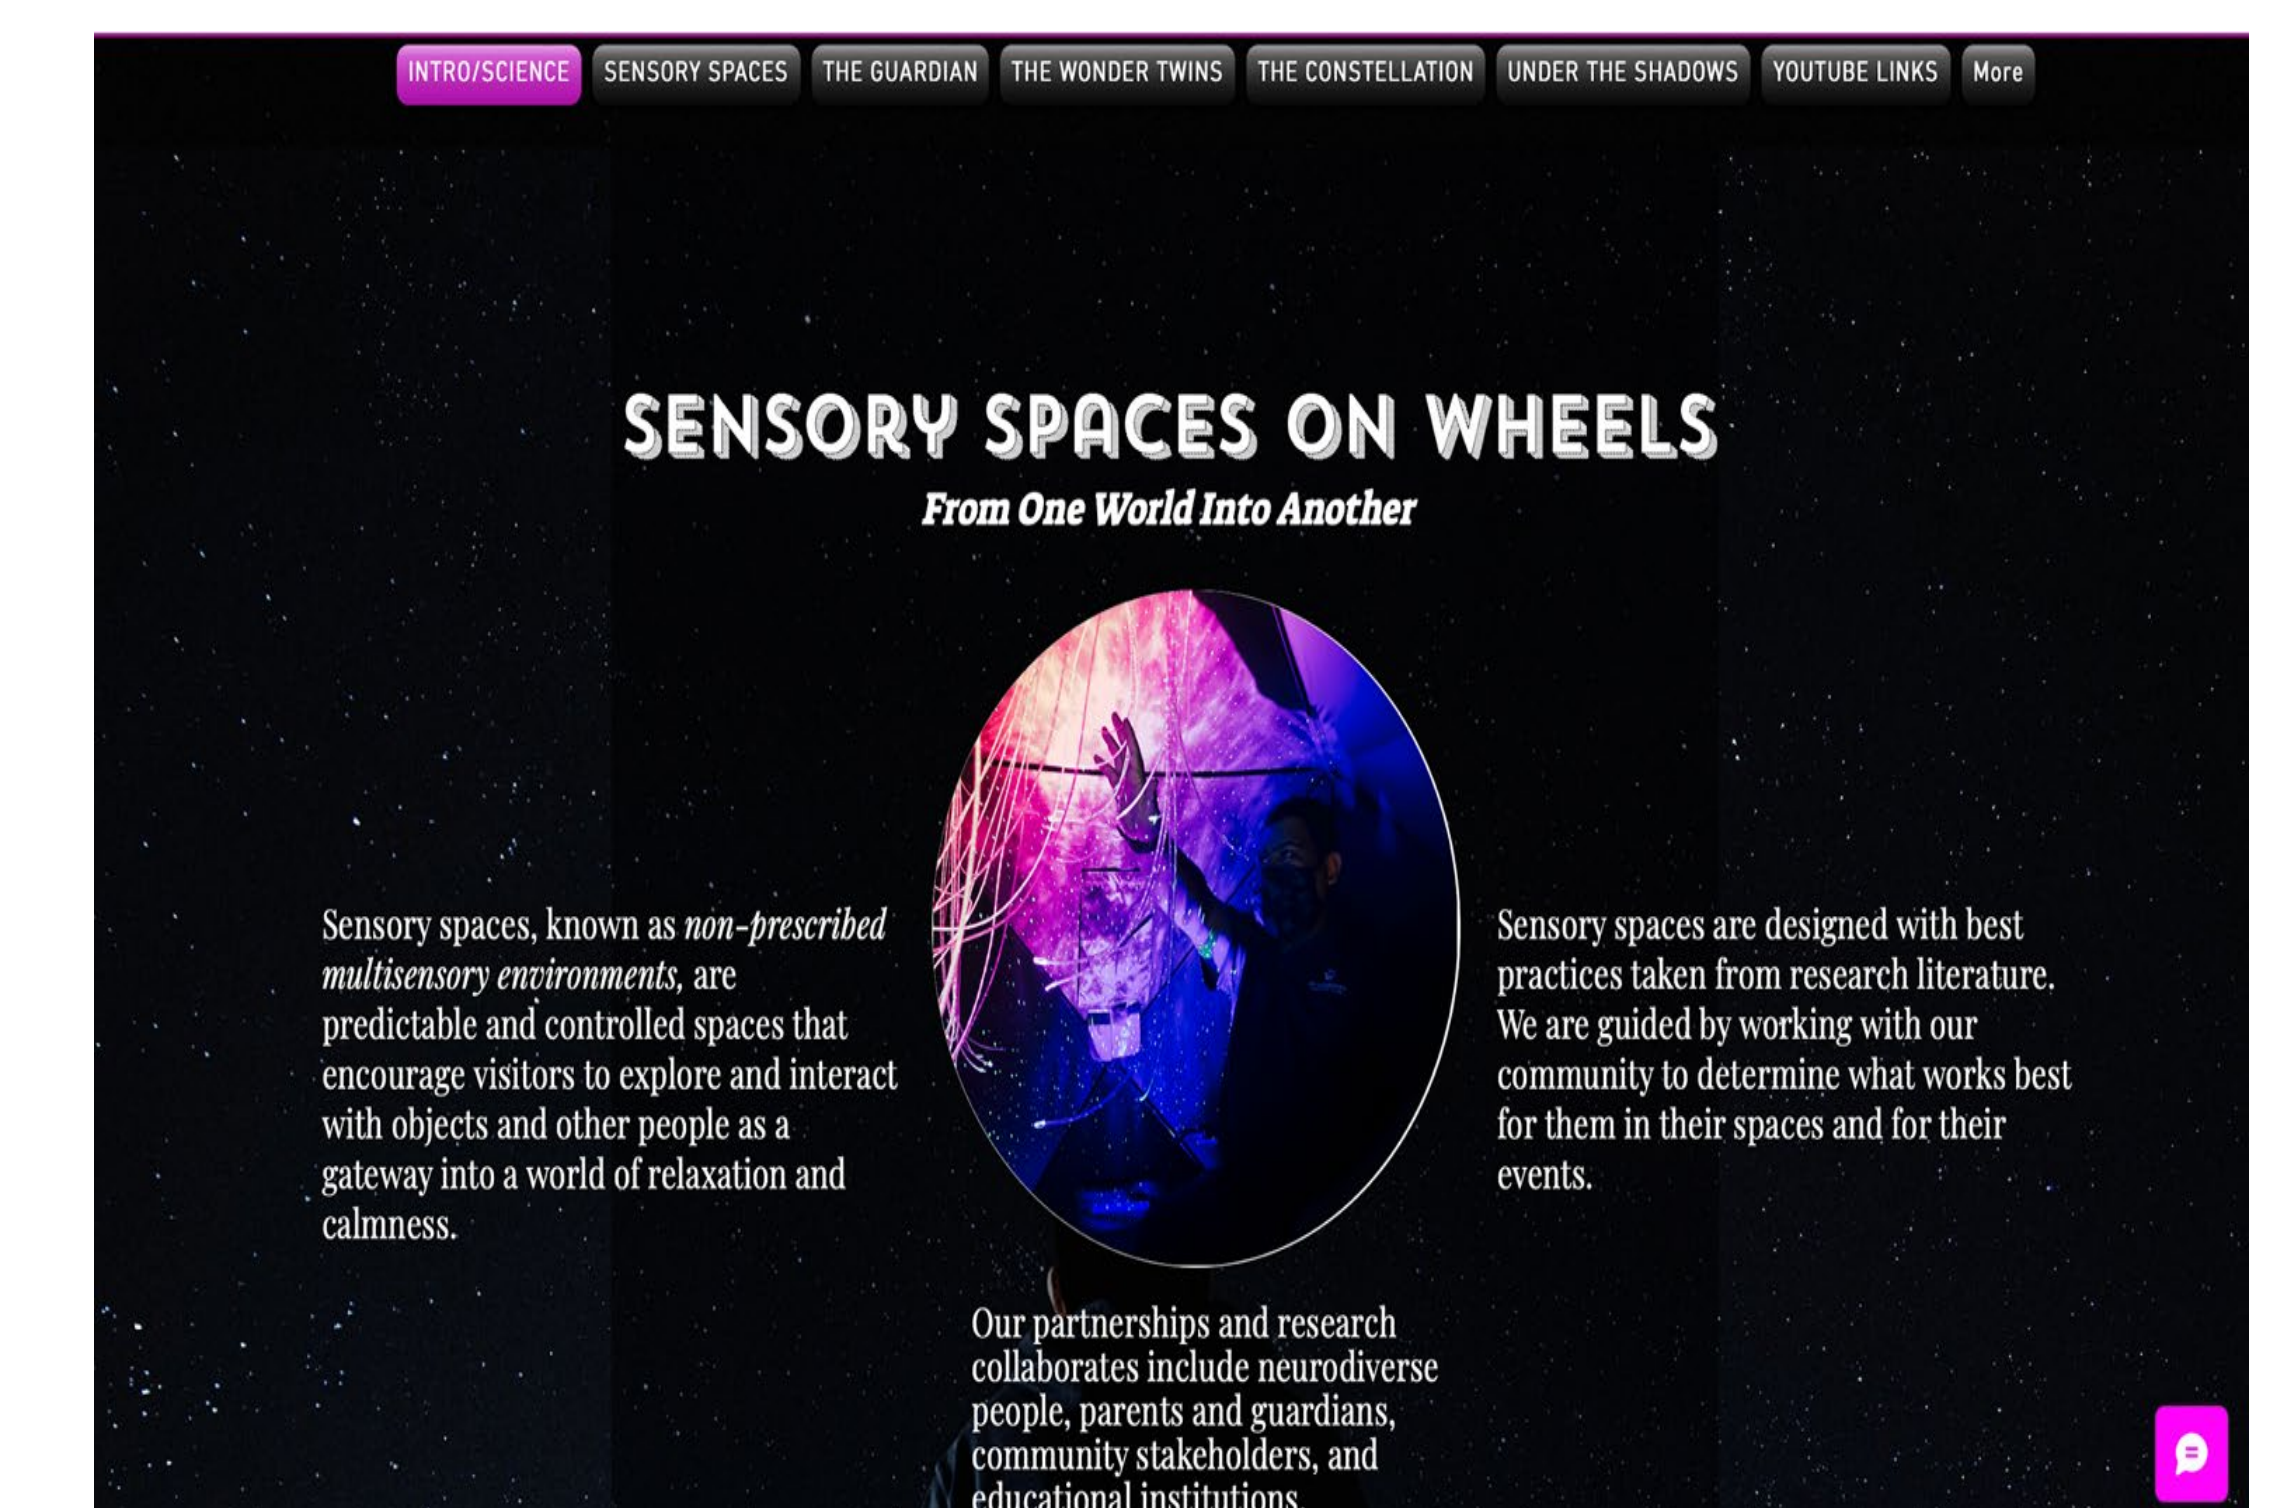 INTRO/SCIENCE SENSORY SPACES THE GUARDIAN THE WONDER TWINS THE CONSTELLATION UNDER THE SHADOWS YOUTUBE LINKS More
SENSORY SPACES ON WHEELS
From One World Into Another
Sensory spaces, known as non-prescribed
multisensory environments, are
predictable and controlled spaces that
encourage visitors to explore and interact
with objects and other people as a
gateway into a world of relaxation and
calmness.
Sensory spaces are designed with best
practices taken from research literature.
We are guided by working with our
community to determine what works best
for them in their spaces and for their
events.
Our partnerships and research
collaborates include neurodiverse
people, parents and guardians,
community stakeholders, and
educational institutions.